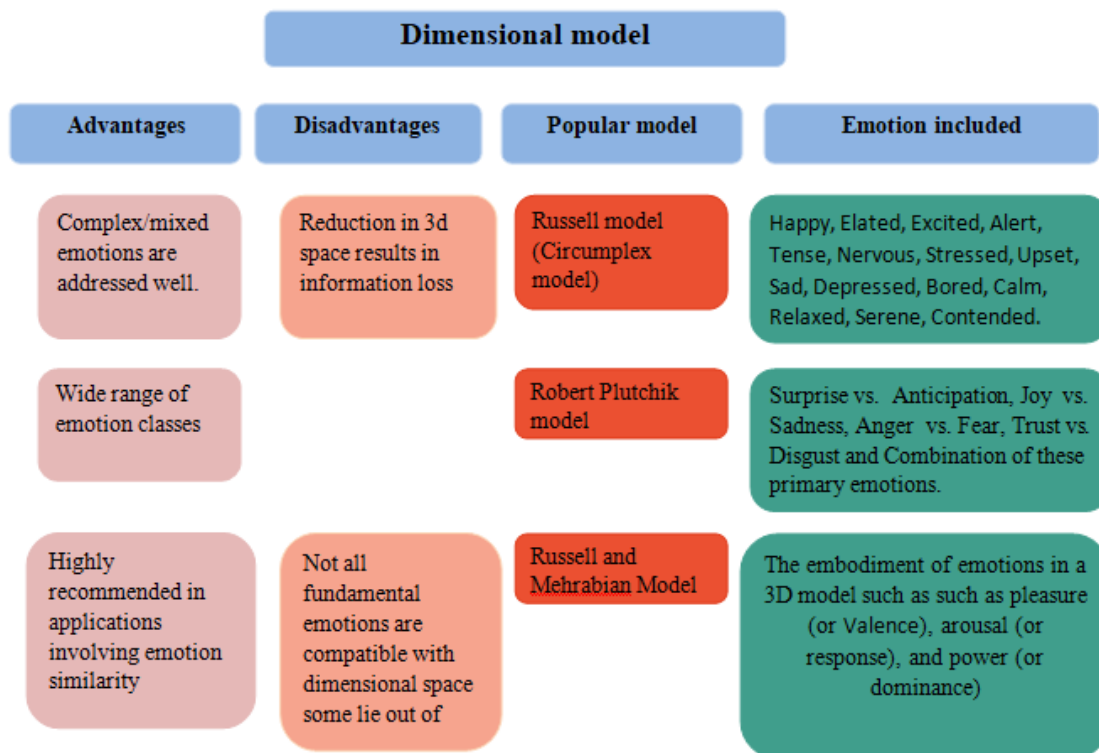 Dimensional model
Advantages
Disadvantages
Popular model
Emotion included
Complex/mixed
emotions are
addressed well.
Reduction in 3d
space results in
information loss
Russell model
(Circumplex
model)
Happy, Elated, Excited, Alert,
Tense, Nervous, Stressed, Upset,
Sad, Depressed, Bored, Calm,
Relaxed, Serene, Contended.
Wide range of
emotion classes
Robert Plutchik
model
Surprise vs. Anticipation, Joy vs.
Sadness, Anger vs. Fear, Trust vs.
Disgust and Combination of these
primary emotions.
Highly
recommended in
applications
involving emotion
similarity
Not all
fundamental
emotions are
compatible with
dimensional space
some lie out of
Russell and
Mehrabian Model
The embodiment of emotions in a
3D model such as such as pleasure
(or Valence), arousal (or
response), and power (or
dominance)